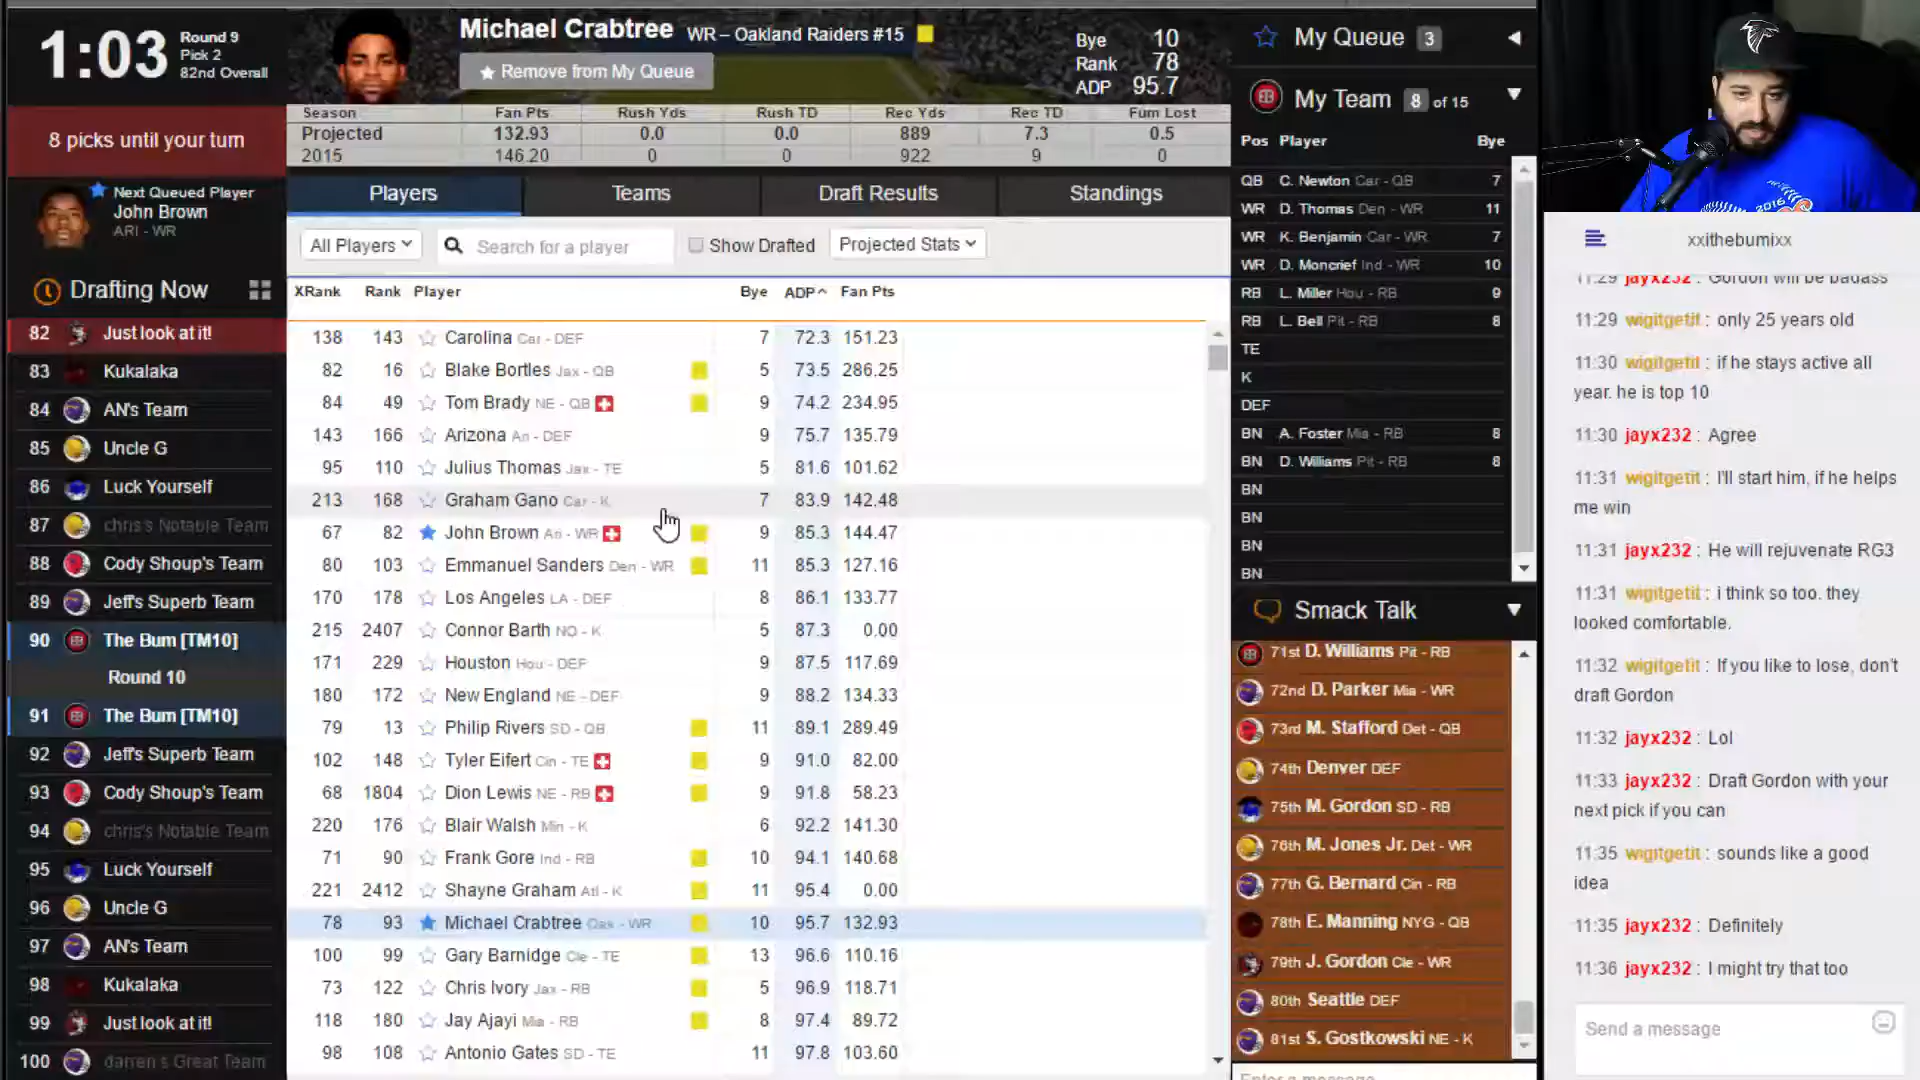 1:03
Round 9
Pick 2
82nd Overall
8 picks until your turn
Next Queued Player
John Brown
ARI - WR
Drafting Now
82 Just look at it!
83 Kukalaka
84 AN's Team
85 Uncle G
86 Luck Yourself
87 chris's Notable Team
88 Cody Shoup's Team
89 Jeff's Superb Team
90 The Bum [TM10]
Round 10
91 The Bum [TM10]
92 Jeff's Superb Team
93 Cody Shoup's Team
94 chris's Notable Team
95 Luck Yourself
96 Uncle G
97 AN's Team
98 Kukalaka
99 Just look at it!
100 darren's Great Team
Michael Crabtree WR – Oakland Raiders #15
Remove from My Queue
Bye 10
Rank 78
ADP 95.7
Season Fan Pts Rush Yds Rush TD Rec Yds Rec TD Fum Lost
Projected 132.93 0.0 0.0 889 7.3 0.5
2015 146.20 0 0 922 9 0
Players Teams Draft Results Standings
All Players Search for a player Show Drafted Projected Stats
XRank Rank Player Bye ADP Fan Pts
138 143 Carolina Car - DEF 7 72.3 151.23
82 16 Blake Bortles Jax - QB 5 73.5 286.25
84 49 Tom Brady NE - QB 9 74.2 234.95
143 166 Arizona Ari - DEF 9 75.7 135.79
95 110 Julius Thomas Jax - TE 5 81.6 101.62
213 168 Graham Gano Car - K 7 83.9 142.48
67 82 John Brown Ari - WR 9 85.3 144.47
80 103 Emmanuel Sanders Den - WR 11 85.3 127.16
170 178 Los Angeles LA - DEF 8 86.1 133.77
215 2407 Connor Barth NO - K 5 87.3 0.00
171 229 Houston Hou - DEF 9 87.5 117.69
180 172 New England NE - DEF 9 88.2 134.33
79 13 Philip Rivers SD - QB 11 89.1 289.49
102 148 Tyler Eifert Cin - TE 9 91.0 82.00
68 1804 Dion Lewis NE - RB 9 91.8 58.23
220 176 Blair Walsh Min - K 6 92.2 141.30
71 90 Frank Gore Ind - RB 10 94.1 140.68
221 2412 Shayne Graham Atl - K 11 95.4 0.00
78 93 Michael Crabtree Oak - WR 10 95.7 132.93
100 99 Gary Barnidge Cle - TE 13 96.6 110.16
73 122 Chris Ivory Jax - RB 5 96.9 118.71
118 180 Jay Ajayi Mia - RB 8 97.4 89.72
98 108 Antonio Gates SD - TE 11 97.8 103.60
My Queue 3
My Team 8 of 15
Pos Player Bye
QB C. Newton Car - QB 7
WR D. Thomas Den - WR 11
WR K. Benjamin Car - WR 7
WR D. Moncrief Ind - WR 10
RB L. Miller Hou - RB 9
RB L. Bell Pit - RB 8
TE
K
DEF
BN A. Foster Mia - RB 8
BN D. Williams Pit - RB 8
BN
BN
BN
BN
Smack Talk
71st D. Williams Pit - RB
72nd D. Parker Mia - WR
73rd M. Stafford Det - QB
74th Denver DEF
75th M. Gordon SD - RB
76th M. Jones Jr. Det - WR
77th G. Bernard Cin - RB
78th E. Manning NYG - QB
79th J. Gordon Cle - WR
80th Seattle DEF
81st S. Gostkowski NE - K
Enter a message
2016
xxithebumixx
11:29 jayx232 : Gordon will be badass
11:29 wigitgetit : only 25 years old
11:30 wigitgetit : if he stays active all
year. he is top 10
11:30 jayx232 : Agree
11:31 wigitgetit : I'll start him, if he helps
me win
11:31 jayx232 : He will rejuvenate RG3
11:31 wigitgetit : i think so too. they
looked comfortable.
11:32 wigitgetit : If you like to lose, don't
draft Gordon
11:32 jayx232 : Lol
11:33 jayx232 : Draft Gordon with your
next pick if you can
11:35 wigitgetit : sounds like a good
idea
11:35 jayx232 : Definitely
11:36 jayx232 : I might try that too
Send a message